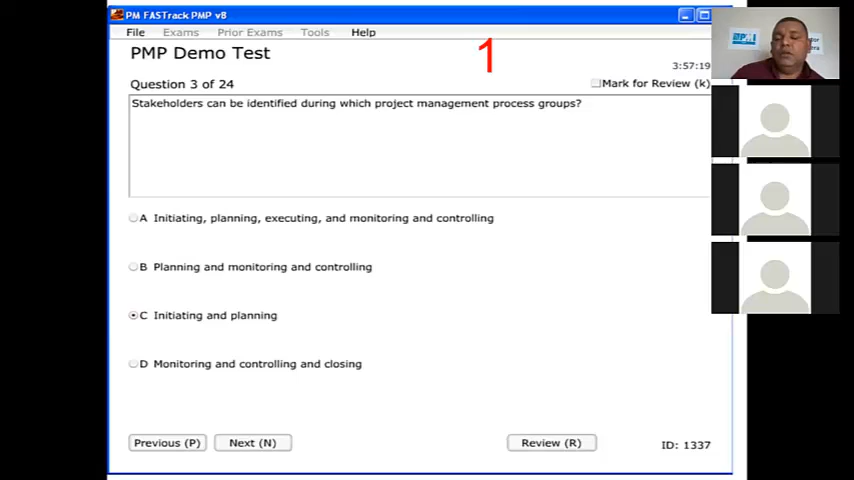 PM FASTrack PMP v8
File Exams Prior Exams Tools Help
PMP Demo Test
1
3:57:19
Question 3 of 24
Mark for Review (k)
Stakeholders can be identified during which project management process groups?
A Initiating, planning, executing, and monitoring and controlling
B Planning and monitoring and controlling
C Initiating and planning
D Monitoring and controlling and closing
Previous (P) Next (N) Review (R) ID: 1337